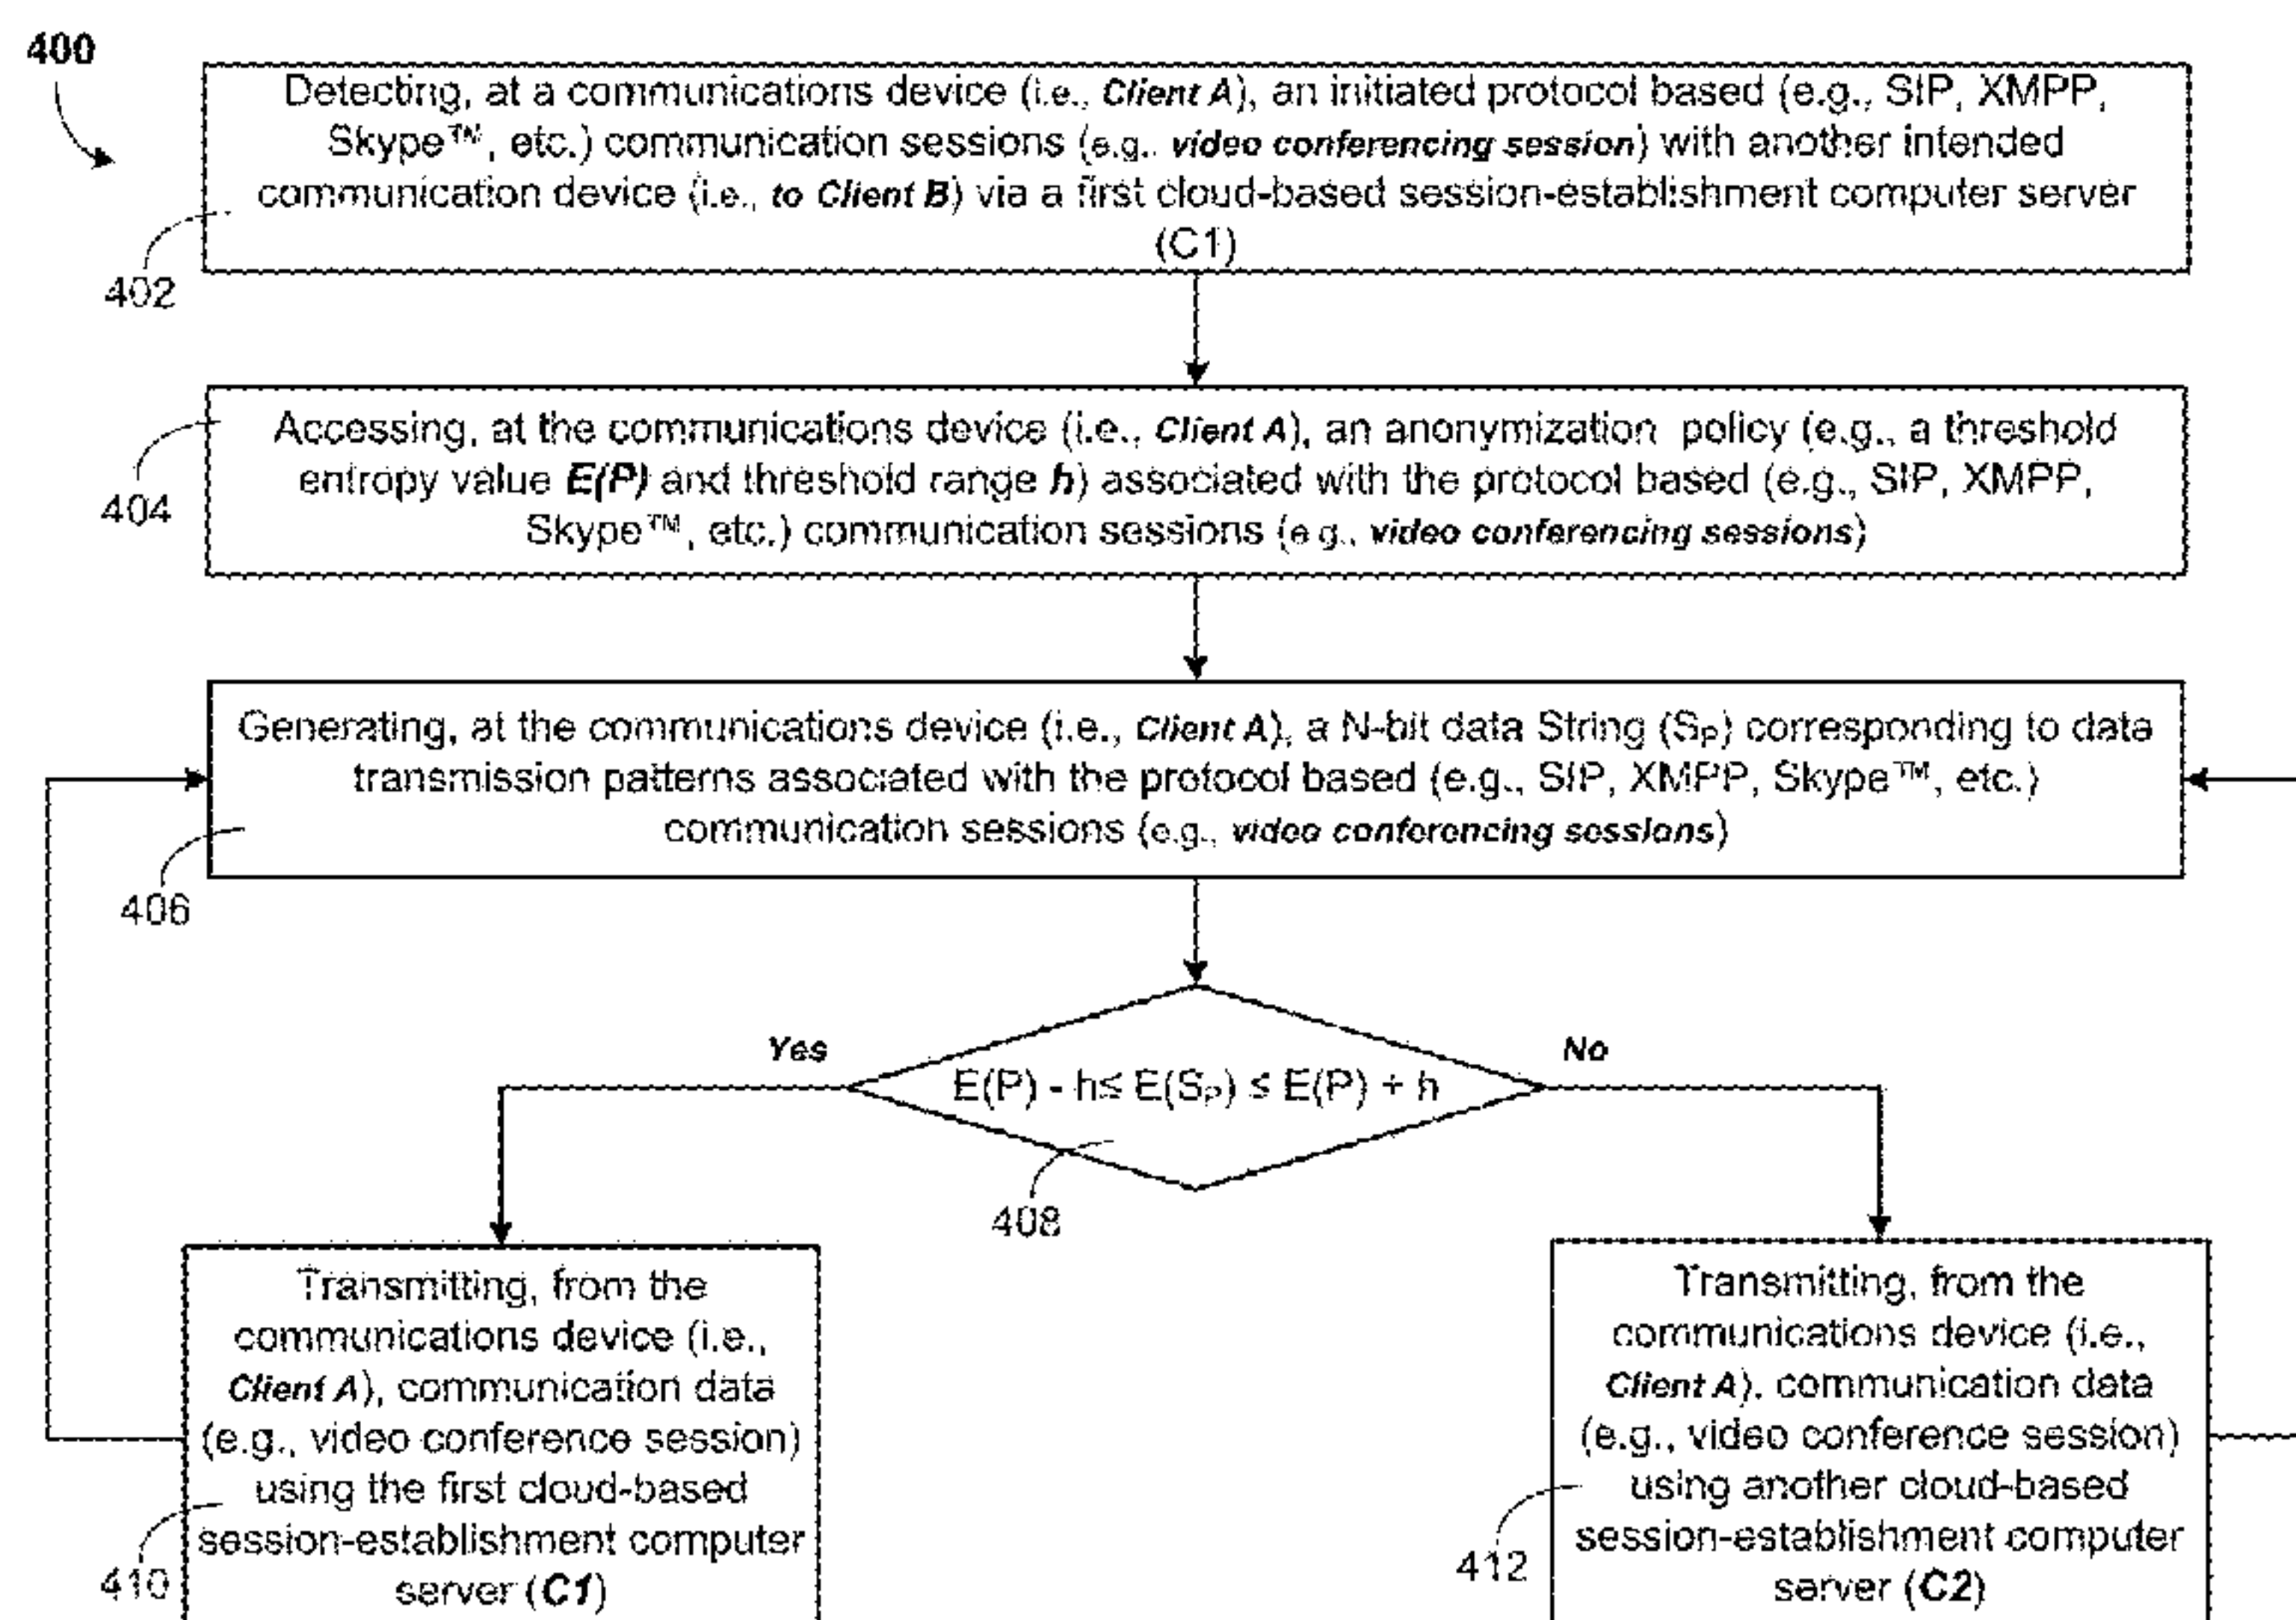 400
Detecting, at a communications device (i.e., Client A), an initiated protocol based (e.g., SIP, XMPP,
Skype™, etc.) communication sessions (e.g. video conferencing session) with another intended
communication device (i.e., to Client B) via a first cloud-based session-establishment computer server
(C1)
402
Accessing, at the communications device (i.e., Client A), an anonymization policy (e.g., a threshold
entropy value E(P) and threshold range h) associated with the protocol based (e.g., SIP, XMPP,
Skype™, etc.) communication sessions (e.g., video conferencing sessions)
404
Generating, at the communications device (i.e., Client A), a N-bit data String (Sₚ) corresponding to data
transmission patterns associated with the protocol based (e.g., SIP, XMPP, Skype™, etc.)
communication sessions (e.g., video conferencing sessions)
406
Yes
No
E(P) - h≤ E(Sₚ) ≤ E(P) + h
408
Transmitting, from the
communications device (i.e.,
Client A), communication data
(e.g., video conference session)
using the first cloud-based
session-establishment computer
server (C1)
410
Transmitting, from the
communications device (i.e.,
Client A), communication data
(e.g., video conference session)
using another cloud-based
session-establishment computer
server (C2)
412